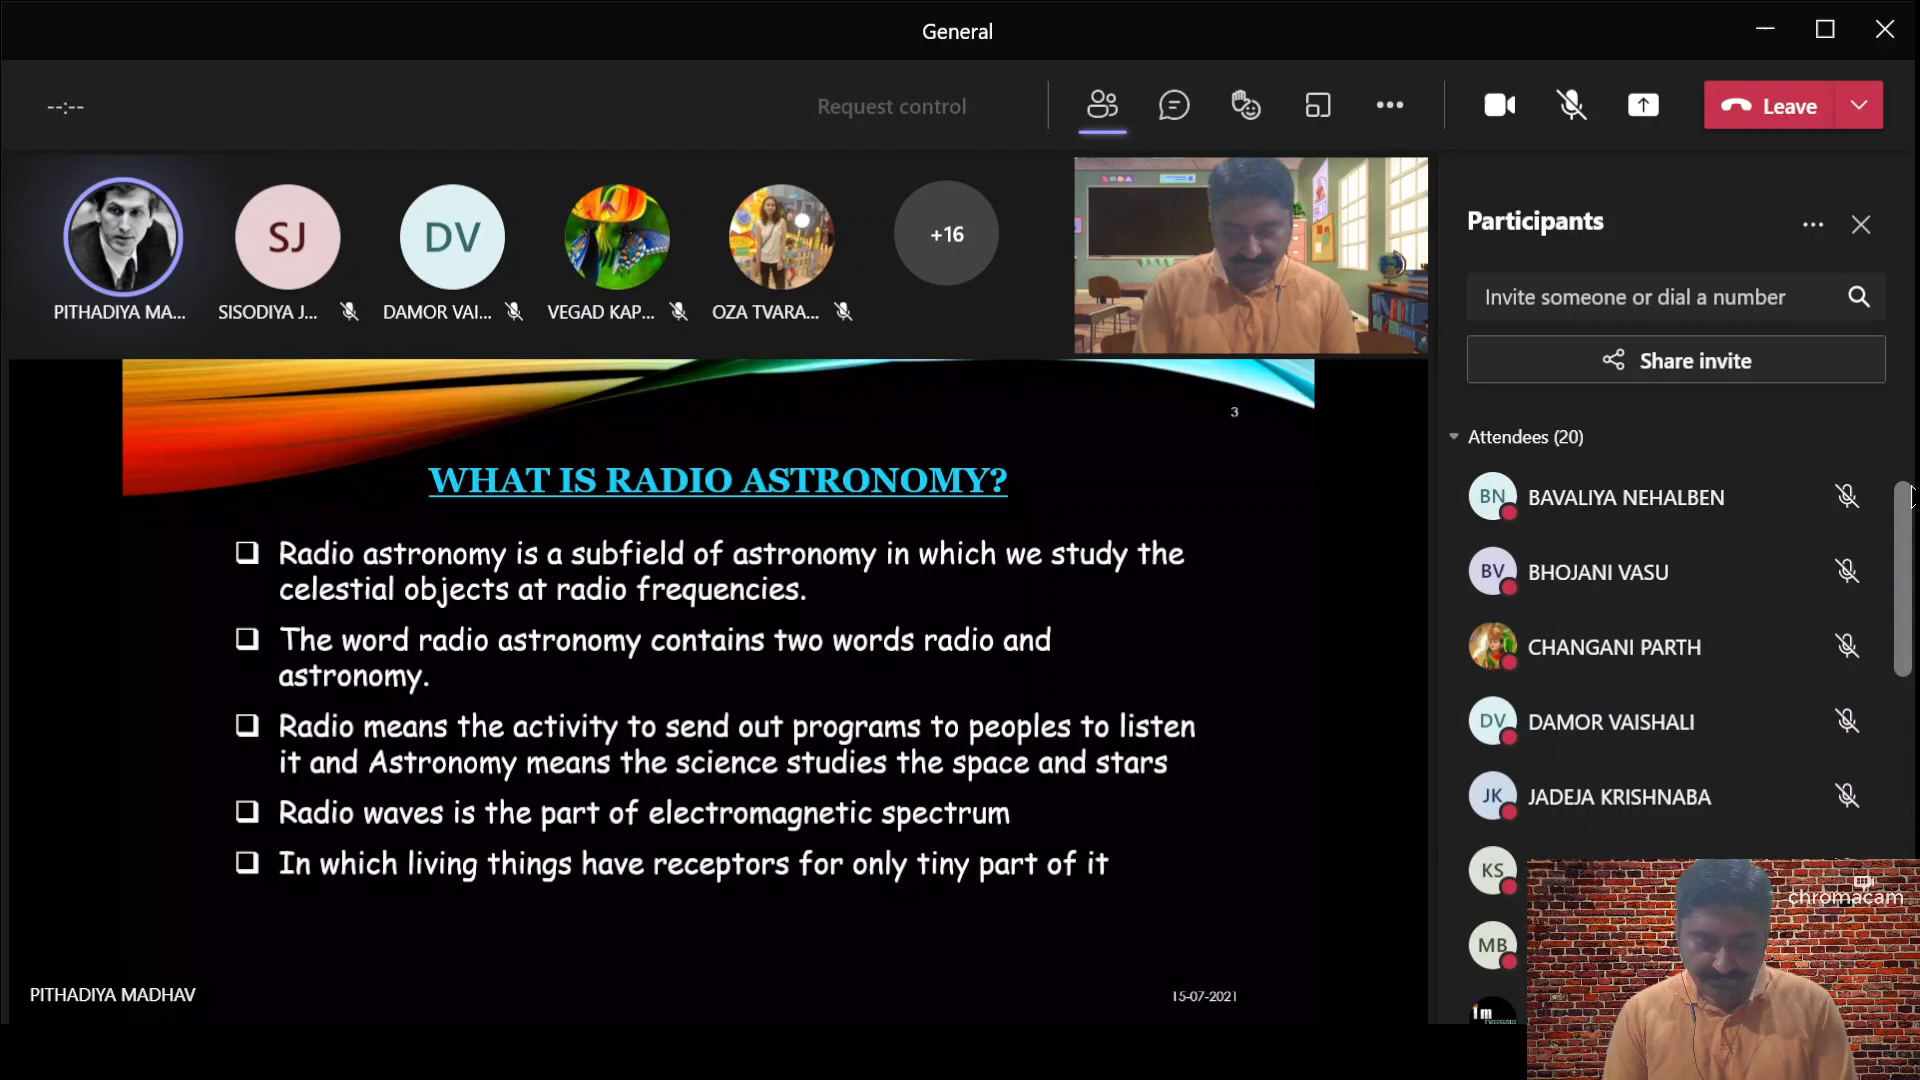 General
--:--
Request control
Leave
SJ
DV
+16
PITHADIYA MA...
SISODIYA J...
DAMOR VAI...
VEGAD KAP...
OZA TVARA...
Participants
Invite someone or dial a number
Share invite
Attendees (20)
BN BAVALIYA NEHALBEN
BV BHOJANI VASU
CHANGANI PARTH
DV DAMOR VAISHALI
JK JADEJA KRISHNABA
KS
MB
3
WHAT IS RADIO ASTRONOMY?
Radio astronomy is a subfield of astronomy in which we study the
celestial objects at radio frequencies.
The word radio astronomy contains two words radio and
astronomy.
Radio means the activity to send out programs to peoples to listen
it and Astronomy means the science studies the space and stars
Radio waves is the part of electromagnetic spectrum
In which living things have receptors for only tiny part of it
PITHADIYA MADHAV
15-07-2021
chromacam